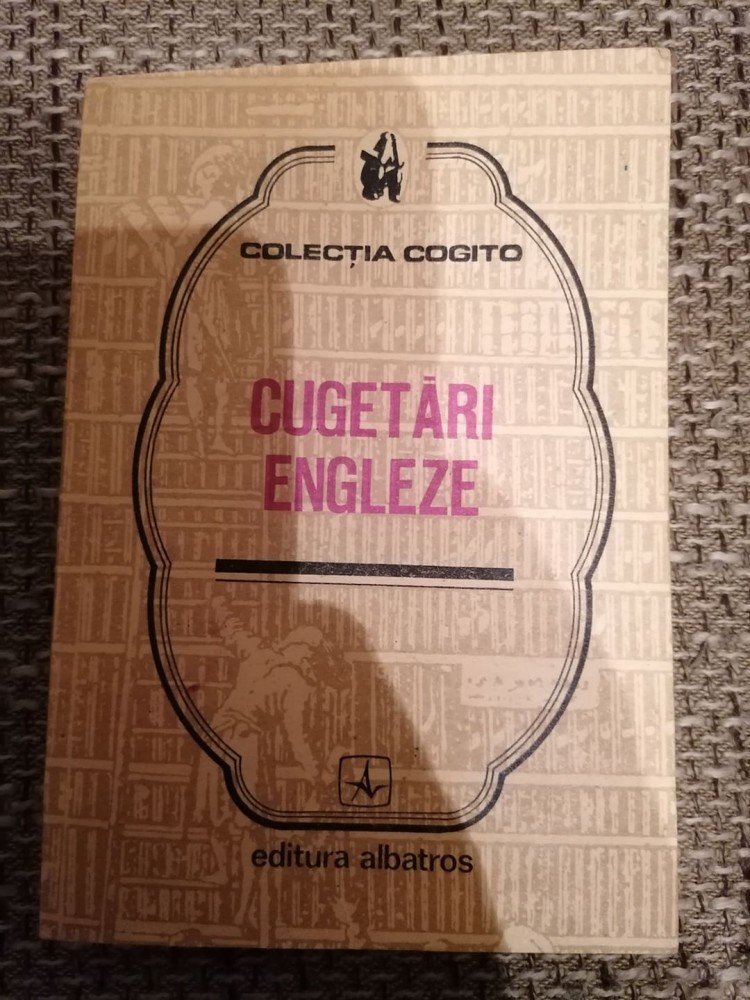 COLECȚIA COGITO
CUGETĂRI
ENGLEZE
editura albatros